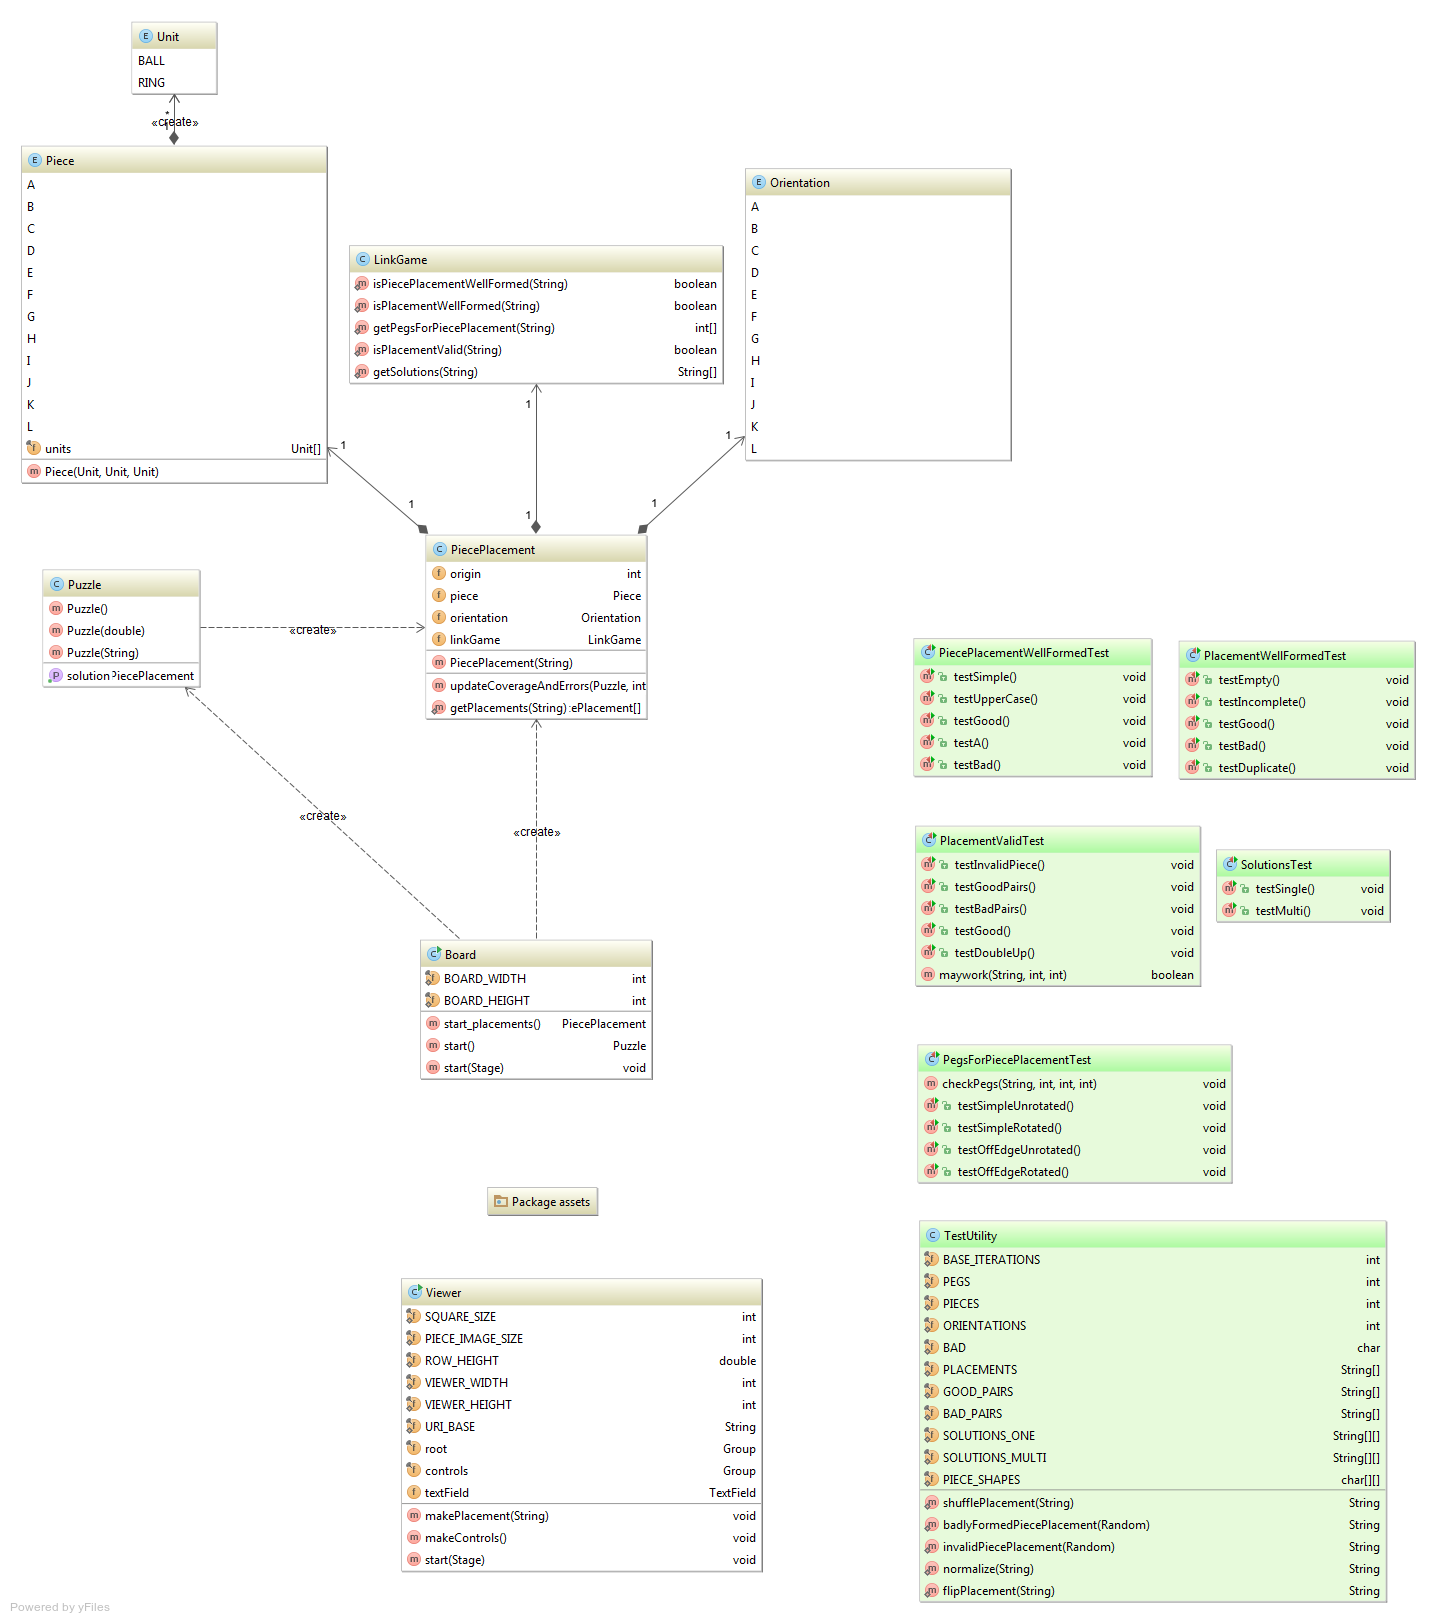 Unit
BALL
RING
*
«create»
1
Piece
A
B
C
D
E
F
G
H
I
J
K
L
units Unit[]
Piece(Unit, Unit, Unit)
LinkGame
isPiecePlacementWellFormed(String) boolean
isPlacementWellFormed(String) boolean
getPegsForPiecePlacement(String) int[]
isPlacementValid(String) boolean
getSolutions(String) String[]
Orientation
A
B
C
D
E
F
G
H
I
J
K
L
1
1
1
1
1
1
PiecePlacement
origin int
piece Piece
orientation Orientation
linkGame LinkGame
PiecePlacement(String)
updateCoverageAndErrors(Puzzle, int
getPlacements(String) :ePlacement[]
Puzzle
Puzzle()
Puzzle(double)
Puzzle(String)
solution PiecePlacement
«create»
«create»
«create»
Board
BOARD_WIDTH int
BOARD_HEIGHT int
start_placements() PiecePlacement
start() Puzzle
start(Stage) void
Package assets
Viewer
SQUARE_SIZE int
PIECE_IMAGE_SIZE int
ROW_HEIGHT double
VIEWER_WIDTH int
VIEWER_HEIGHT int
URI_BASE String
root Group
controls Group
textField TextField
makePlacement(String) void
makeControls() void
start(Stage) void
PiecePlacementWellFormedTest
testSimple() void
testUpperCase() void
testGood() void
testA() void
testBad() void
PlacementWellFormedTest
testEmpty() void
testIncomplete() void
testGood() void
testBad() void
testDuplicate() void
PlacementValidTest
testInvalidPiece() void
testGoodPairs() void
testBadPairs() void
testGood() void
testDoubleUp() void
maywork(String, int, int) boolean
SolutionsTest
testSingle() void
testMulti() void
PegsForPiecePlacementTest
checkPegs(String, int, int, int) void
testSimpleUnrotated() void
testSimpleRotated() void
testOffEdgeUnrotated() void
testOffEdgeRotated() void
TestUtility
BASE_ITERATIONS int
PEGS int
PIECES int
ORIENTATIONS int
BAD char
PLACEMENTS String[]
GOOD_PAIRS String[]
BAD_PAIRS String[]
SOLUTIONS_ONE String[][]
SOLUTIONS_MULTI String[][]
PIECE_SHAPES char[][]
shufflePlacement(String) String
badlyFormedPiecePlacement(Random) String
invalidPiecePlacement(Random) String
normalize(String) String
flipPlacement(String) String
Powered by yFiles